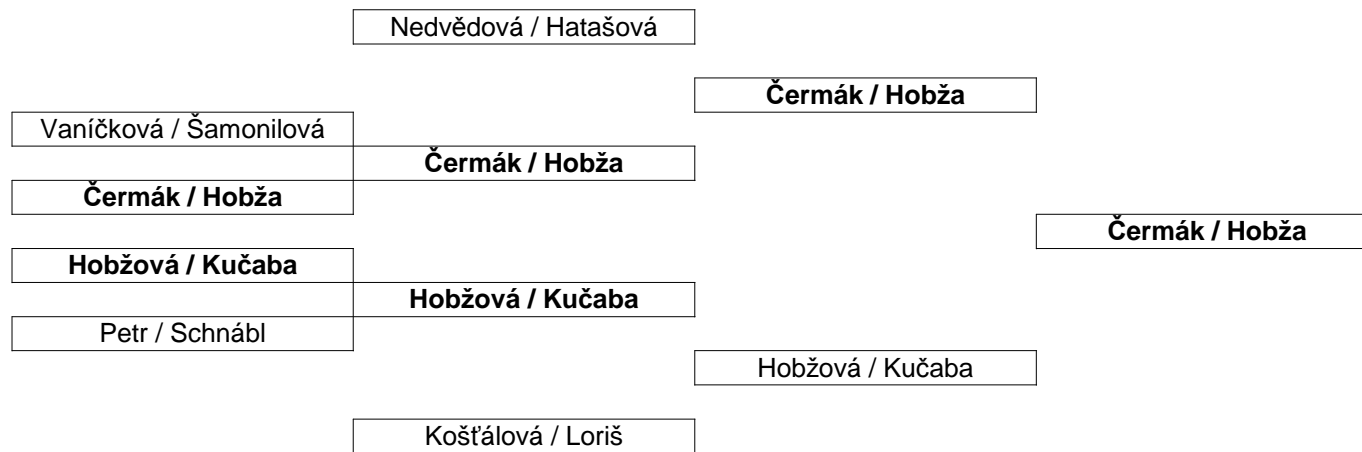 Nedvědová / Hatašová
Čermák / Hobža
Vaníčková / Šamonilová
Čermák / Hobža
Čermák / Hobža
Čermák / Hobža
Hobžová / Kučaba
Hobžová / Kučaba
Petr / Schnábl
Hobžová / Kučaba
Košťálová / Loriš